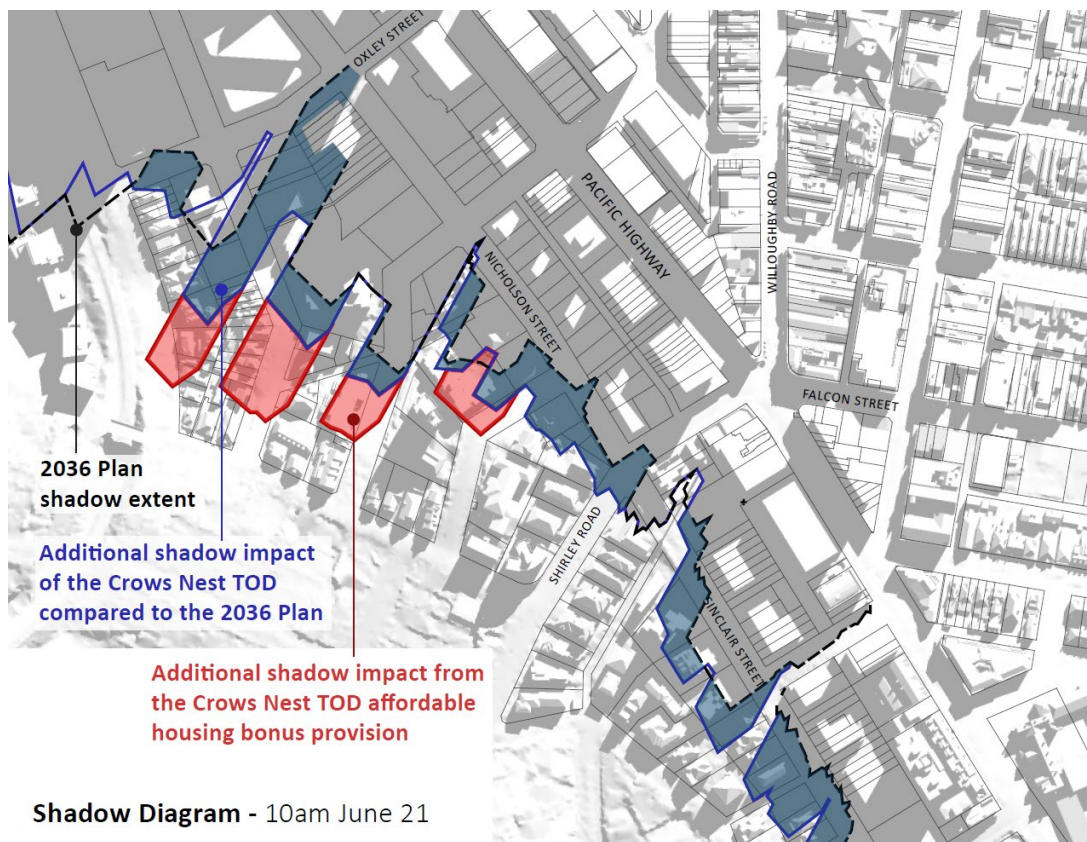 OXLEY STREET
PACIFIC HIGHWAY
WILLOUGHBY ROAD
NICHOLSON STREET
FALCON STREET
2036 Plan
shadow extent
SHIRLEY ROAD
Additional shadow impact
of the Crows Nest TOD
compared to the 2036 Plan
SINCLAIR STREET
Additional shadow impact from
the Crows Nest TOD affordable
housing bonus provision
Shadow Diagram - 10am June 21